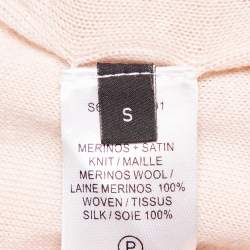 S
MERINOS + SATIN
KNIT / MAILLE
MERINOS WOOL /
LAINE MERINOS 100%
WOVEN / TISSUS
SILK / SOIE 100%
P